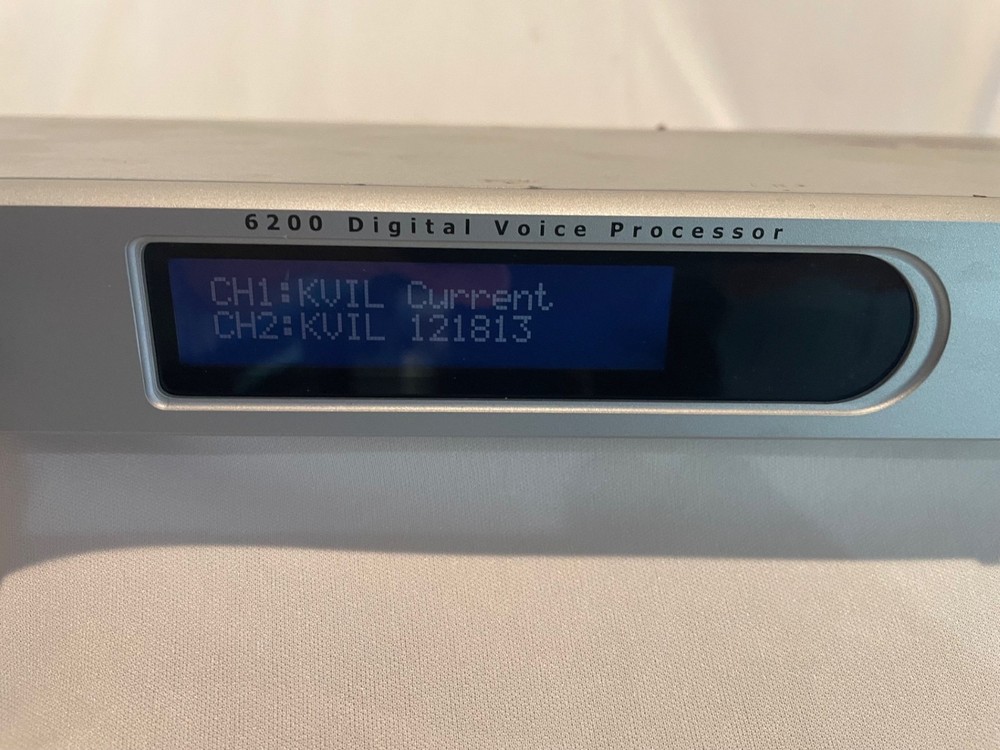 6200 Digital Voice Processor
CH1:KVIL Current
CH2:KVIL 121813